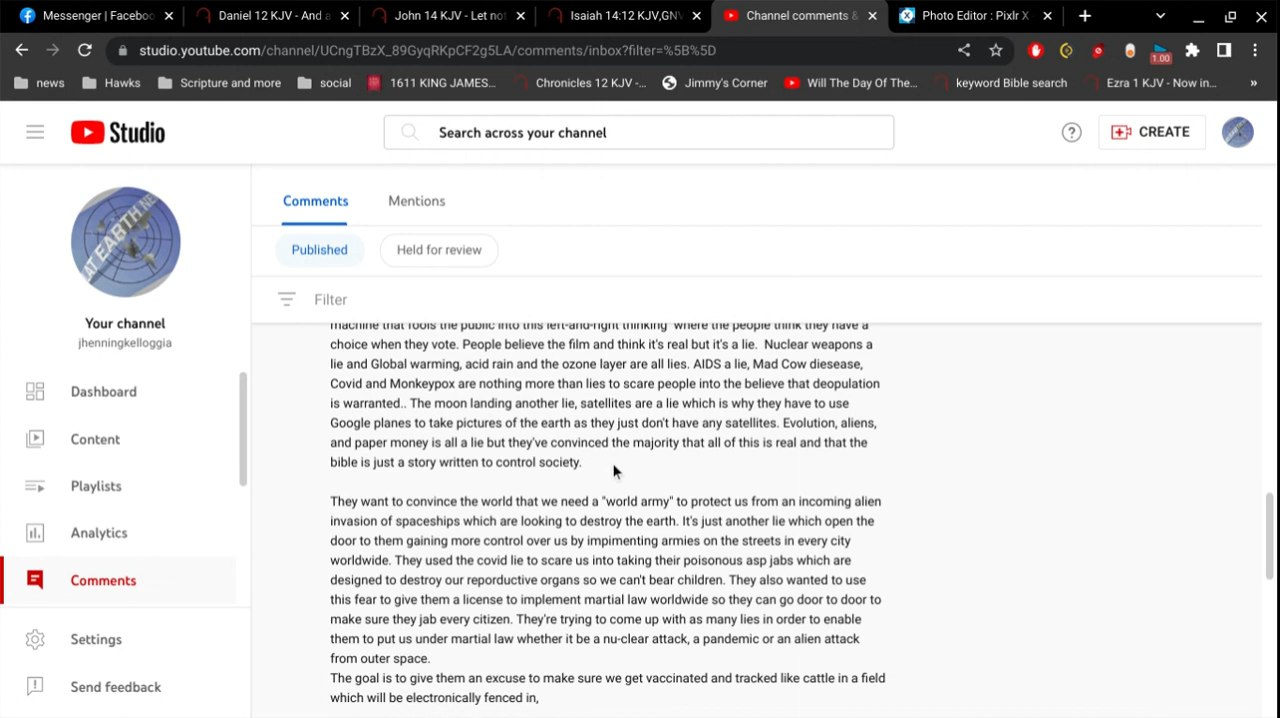 Messenger | Faceboo
Daniel 12 KJV - And a
John 14 KJV - Let not
Isaiah 14:12 KJV,GNV
Channel comments &
Photo Editor : Pixlr X
studio.youtube.com/channel/UCngTBzX_89GyqRKpCF2g5LA/comments/inbox?filter=%5B%5D
1.00
news
Hawks
Scripture and more
social
1611 KING JAMES...
Chronicles 12 KJV -...
Jimmy's Corner
Will The Day Of The...
keyword Bible search
Ezra 1 KJV - Now in...
»
Studio
Search across your channel
CREATE
AT EARTH NE
Your channel
jhenningkelloggia
Dashboard
Content
Playlists
Analytics
Comments
Settings
Send feedback
Comments
Mentions
Published
Held for review
Filter
machine that fools the public into this left-and-right thinking  where the people think they have a
choice when they vote. People believe the film and think it's real but it's a lie.  Nuclear weapons a
lie and Global warming, acid rain and the ozone layer are all lies. AIDS a lie, Mad Cow diesease,
Covid and Monkeypox are nothing more than lies to scare people into the believe that deopulation
is warranted.. The moon landing another lie, satellites are a lie which is why they have to use
Google planes to take pictures of the earth as they just don't have any satellites. Evolution, aliens,
and paper money is all a lie but they've convinced the majority that all of this is real and that the
bible is just a story written to control society.
They want to convince the world that we need a "world army" to protect us from an incoming alien
invasion of spaceships which are looking to destroy the earth. It's just another lie which open the
door to them gaining more control over us by impimenting armies on the streets in every city
worldwide. They used the covid lie to scare us into taking their poisonous asp jabs which are
designed to destroy our reporductive organs so we can't bear children. They also wanted to use
this fear to give them a license to implement martial law worldwide so they can go door to door to
make sure they jab every citizen. They're trying to come up with as many lies in order to enable
them to put us under martial law whether it be a nu-clear attack, a pandemic or an alien attack
from outer space.
The goal is to give them an excuse to make sure we get vaccinated and tracked like cattle in a field
which will be electronically fenced in,